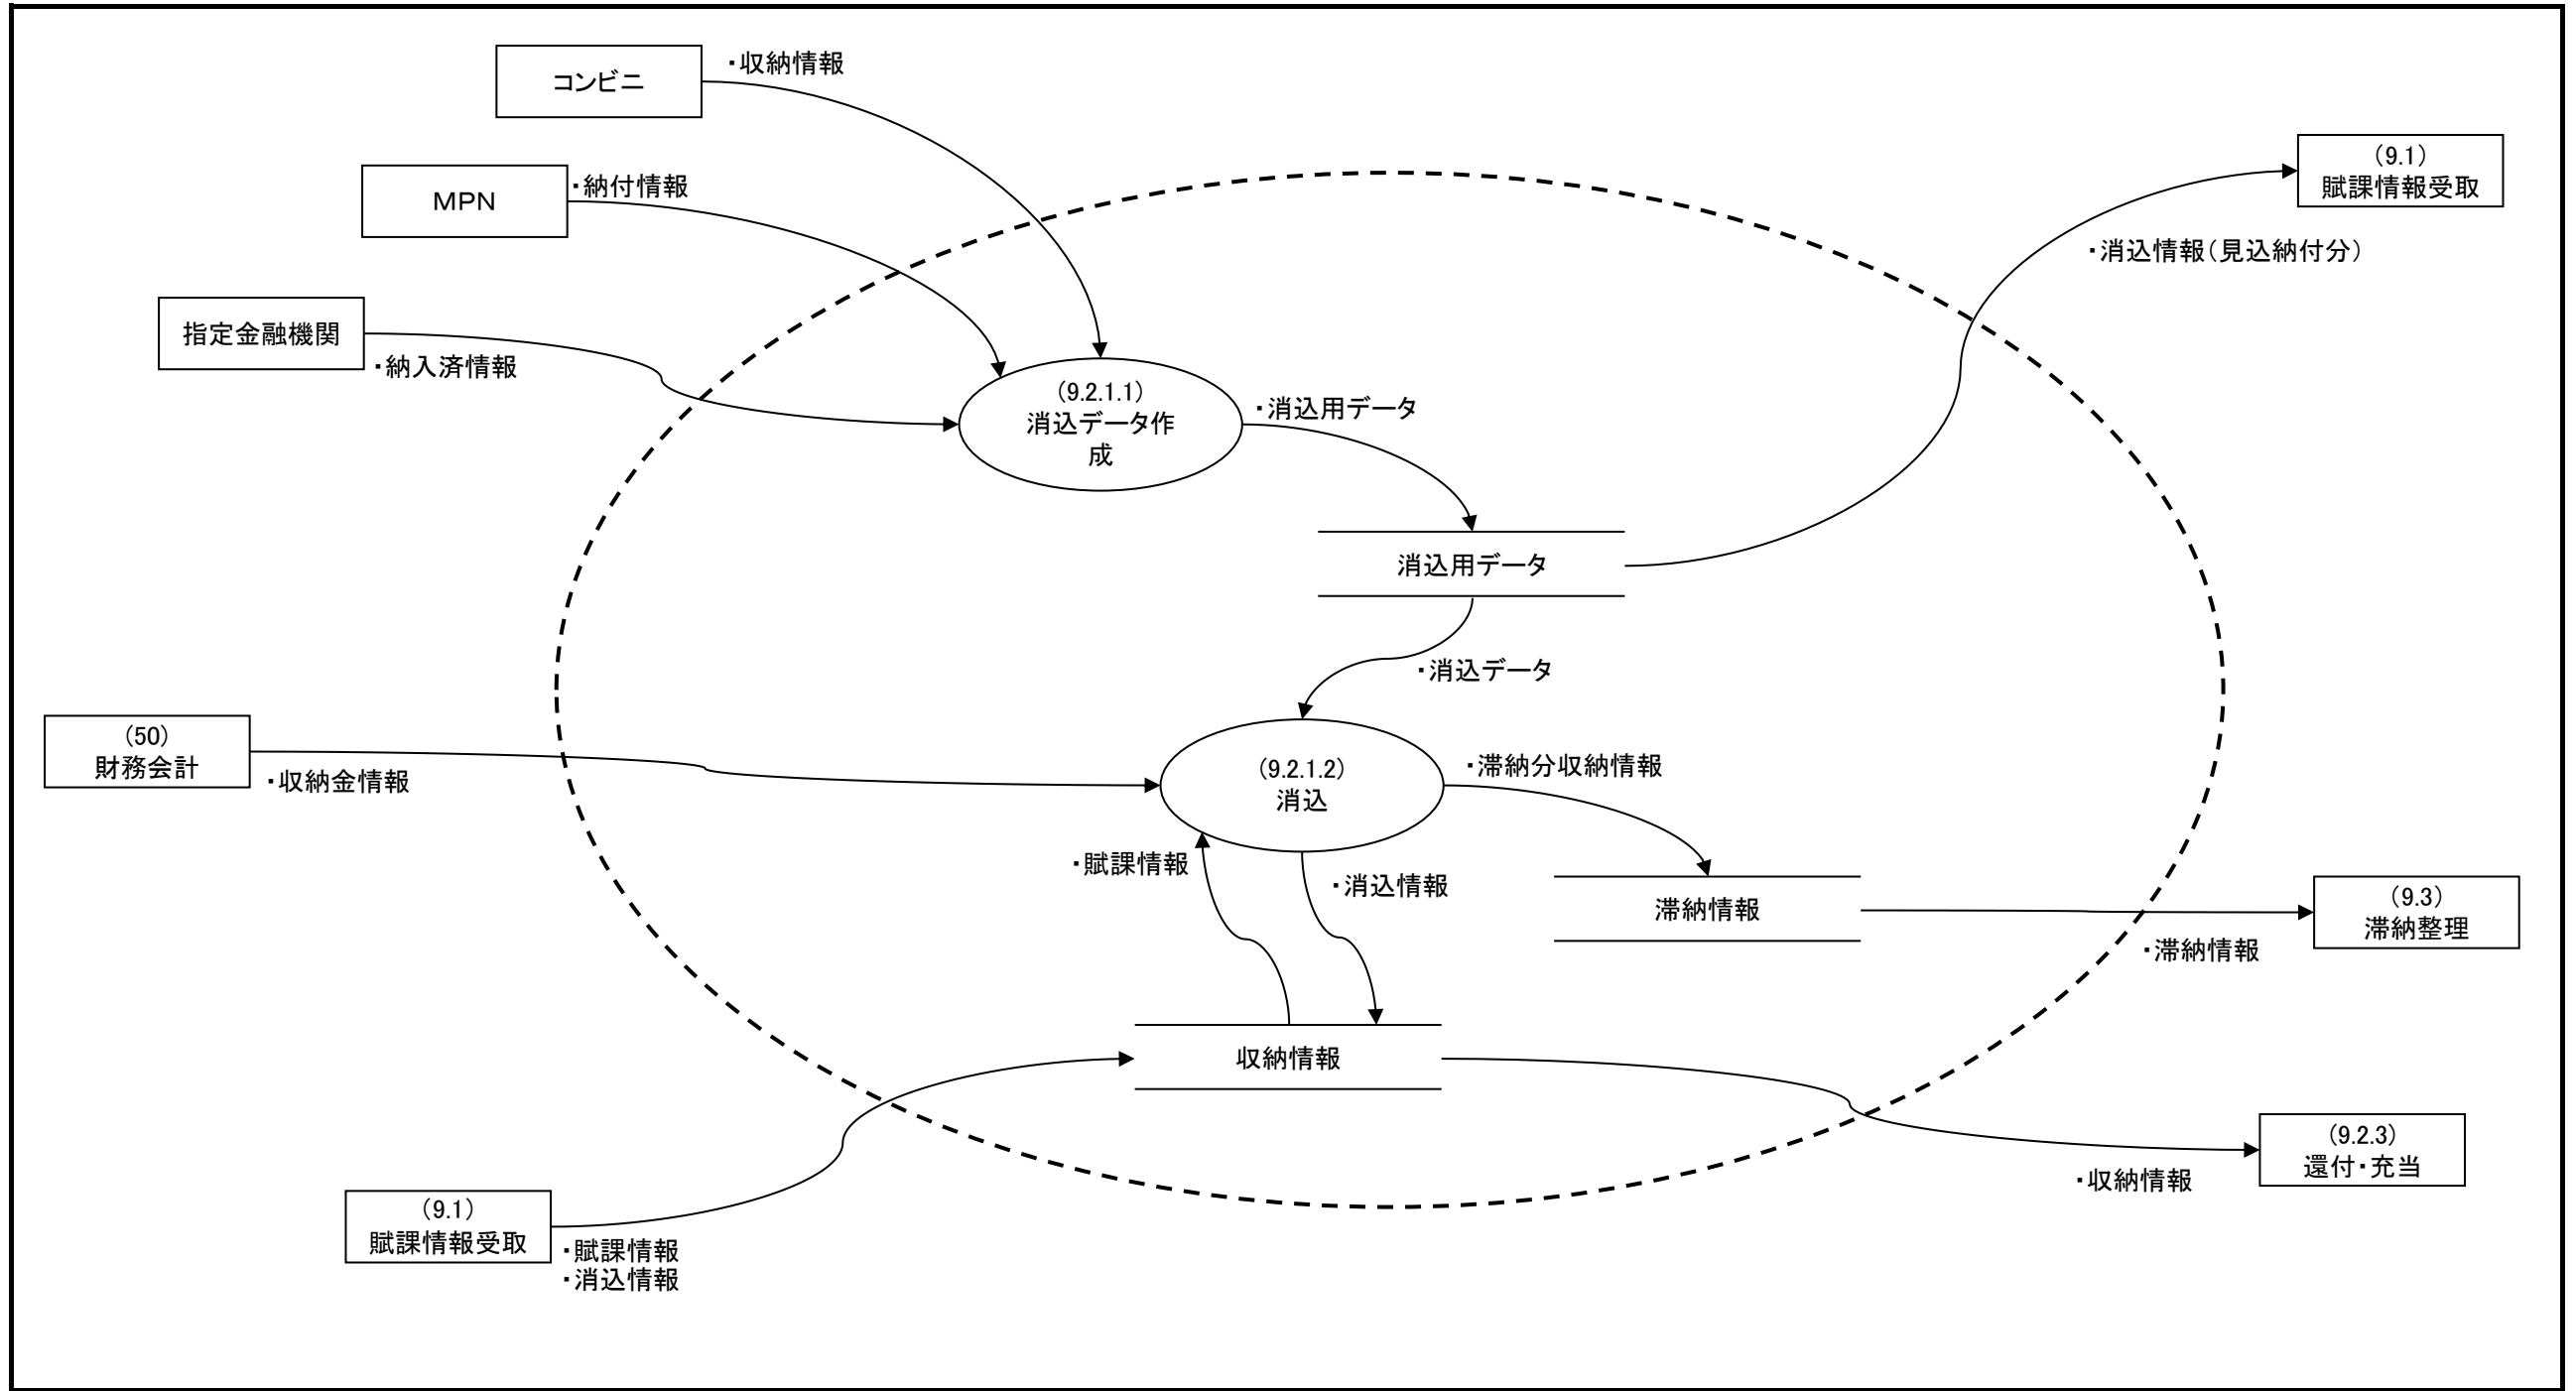 コンビニ
・収納情報
MPN
・納付情報
指定金融機関
・納入済情報
(9.1)
賦課情報受取
・消込情報(見込納付分)
(9.2.1.1)
消込データ作
成
・消込用データ
消込用データ
・消込データ
(50)
財務会計
・収納金情報
(9.2.1.2)
消込
・滞納分収納情報
・賦課情報
・消込情報
滞納情報
(9.3)
滞納整理
・滞納情報
収納情報
(9.2.3)
還付・充当
・収納情報
(9.1)
賦課情報受取
・賦課情報
・消込情報